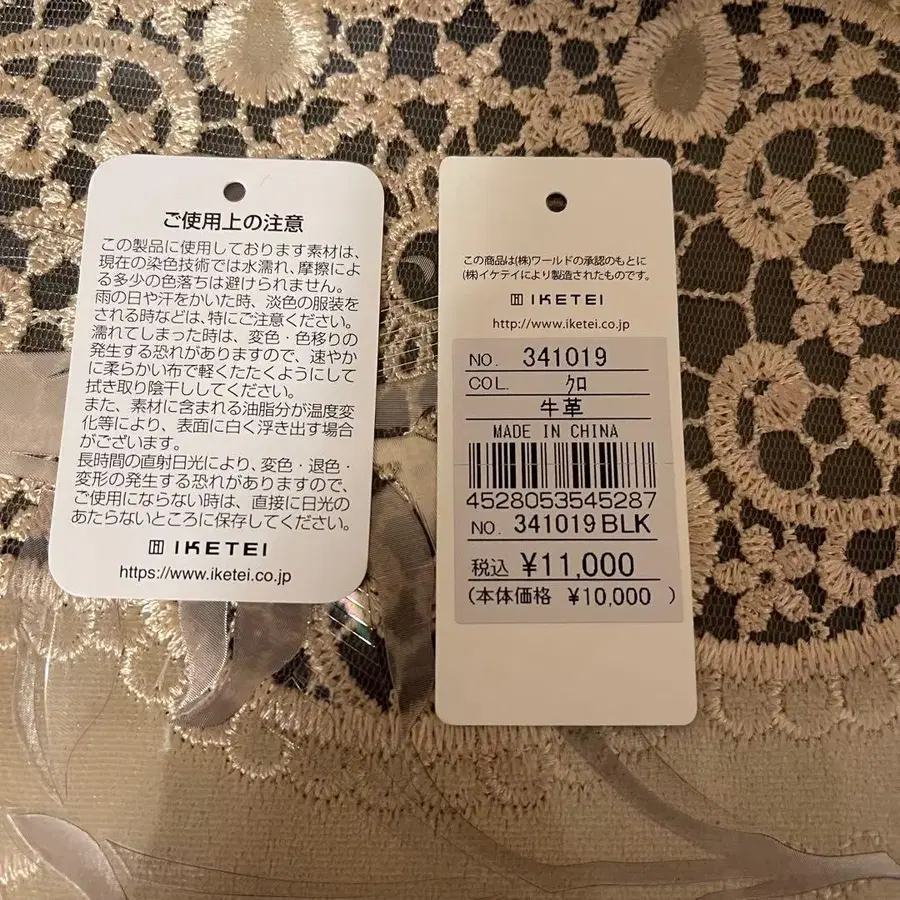 ご使用上の注意
この製品に使用しております素材は、
現在の染色技術では水濡れ、摩擦によ
る多少の色落ちは避けられません。
雨の日や汗をかいた時、淡色の服装を
される時などは、特にご注意ください。
濡れてしまった時は、変色・色移りの
発生する恐れがありますので、速やか
に柔らかい布で軽くたたくようにして
拭き取り陰干ししてください。
また、素材に含まれる油脂分が温度変
化等により、表面に白く浮き出す場合
がございます。
長時間の直射日光により、変色・退色・
変形の発生する恐れがありますので、
ご使用にならない時は、直接に日光の
あたらないところに保存してください。
IKETEI
https://www.iketei.co.jp
この商品は(株)ワールドの承認のもとに
(株)イケテイにより製造されたものです。
IKETEI
http://www.iketei.co.jp
NO. 341019
COL. クロ
牛革
MADE IN CHINA
4528053545287
NO. 341019BLK
税込 ¥11,000
(本体価格 ¥10,000 )